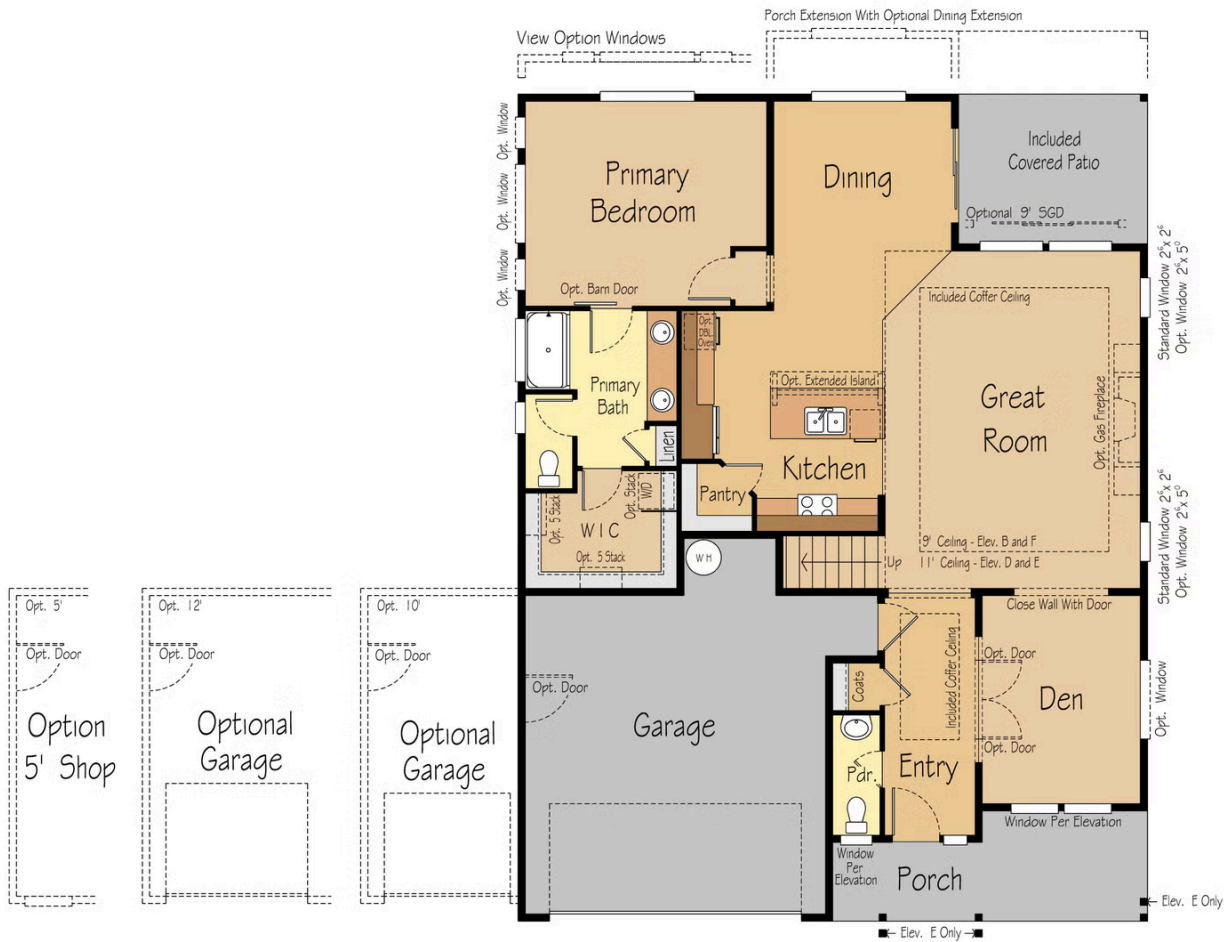 Porch Extension With Optional Dining Extension
View Option Windows
Opt. Window
Opt. Window
Opt. Window
Primary
Bedroom
Dining
Included
Covered Patio
Optional 9' SGD
Opt. Barn Door
Opt.
DBL
Oven
Included Coffer Ceiling
Standard Window 2⁶x 2⁶
Opt. Window 2⁶x 5⁰
Primary
Bath
Opt. Extended Island
Great
Room
Opt. Gas Fireplace
Linen
Kitchen
Pantry
Opt. 5 Stack
WIC
Opt. Stack
W/D
Opt. 5 Stack
WH
Up
9' Ceiling - Elev. B and F
11' Ceiling - Elev. D and E
Standard Window 2⁶x 2⁶
Opt. Window 2⁶x 5⁰
Opt. 5'
Opt. Door
Option
5' Shop
Opt. 12'
Opt. Door
Optional
Garage
Opt. 10'
Opt. Door
Optional
Garage
Opt. Door
Garage
Close Wall With Door
Coats
Included Coffer Ceiling
Opt. Door
Den
Opt. Door
Opt. Window
Pdr.
Entry
Window Per Elevation
Window
Per
Elevation
Porch
Elev. E Only
Elev. E Only